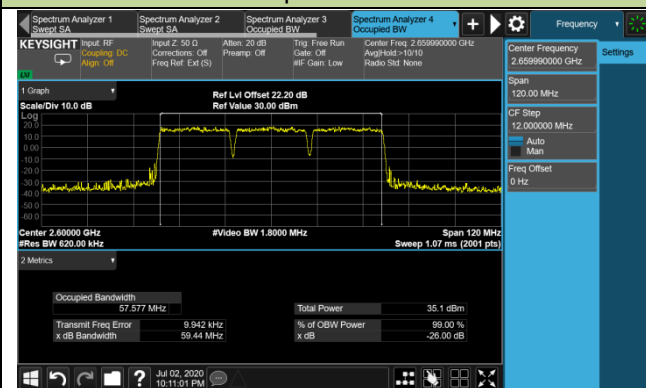 Spectrum Analyzer 1
Swept SA
Spectrum Analyzer 2
Swept SA
Spectrum Analyzer 3
Occupied BW
Spectrum Analyzer 4
Occupied BW
Frequency
KEYSIGHT
Input: RF
Coupling: DC
Align: Off
Input Z: 50 Ω
Corrections: Off
Freq Ref: Ext (S)
Atten: 20 dB
Preamp: Off
Trig: Free Run
Gate: Off
#IF Gain: Low
Center Freq: 2.659990000 GHz
Avg|Hold:>10/10
Radio Std: None
LXI
Center Frequency
2.659990000 GHz
Settings
Span
120.00 MHz
CF Step
12.000000 MHz
Auto
Man
Freq Offset
0 Hz
1 Graph
Scale/Div 10.0 dB
Ref Lvl Offset 22.20 dB
Ref Value 30.00 dBm
Log
20.0
10.0
0.00
-10.0
-20.0
-30.0
-40.0
-50.0
-60.0
Center 2.60000 GHz
#Res BW 620.00 kHz
#Video BW 1.8000 MHz
Span 120 MHz
Sweep 1.07 ms (2001 pts)
2 Metrics
Occupied Bandwidth
57.577 MHz
Total Power
35.1 dBm
Transmit Freq Error
9.942 kHz
% of OBW Power
99.00 %
x dB Bandwidth
59.44 MHz
x dB
-26.00 dB
?
Jul 02, 2020
10:11:01 PM